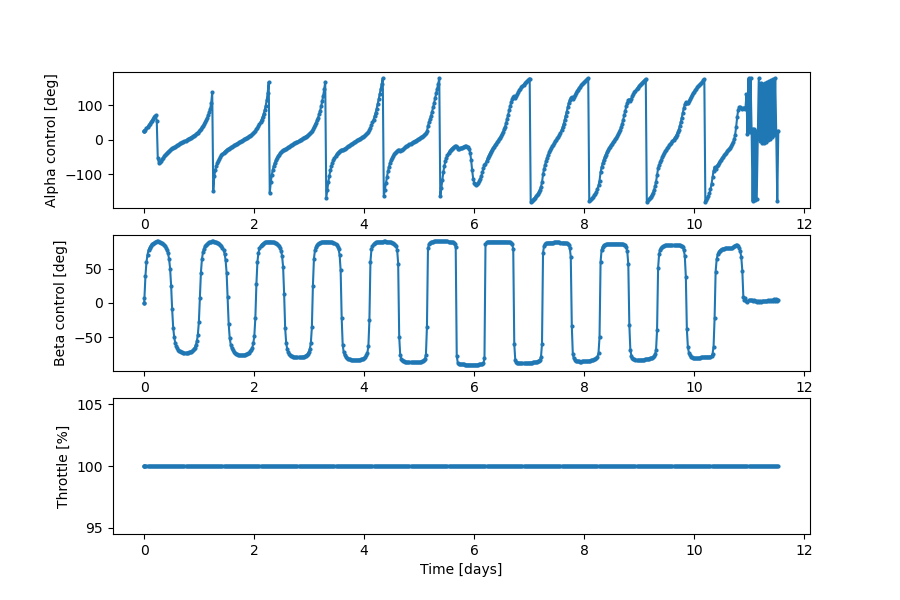 Alpha control [deg]
100
0
−100
0 2 4 6 8 10 12
Beta control [deg]
50
0
−50
0 2 4 6 8 10 12
Throttle [%]
105
100
95
0 2 4 6 8 10 12
Time [days]